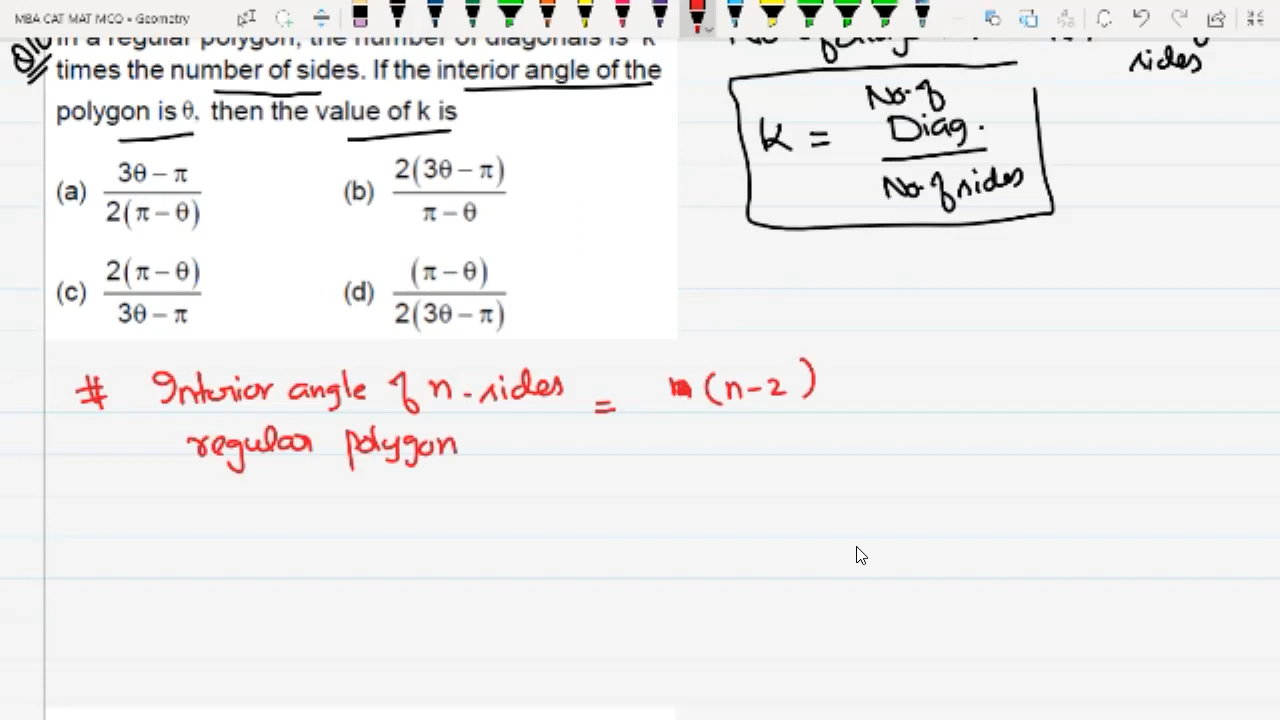 MBA CAT MAT MCQ - Geometry
In a regular polygon, the number of diagonals is k
times the number of sides. If the interior angle of the
polygon is θ, then the value of k is
(a) (3θ − π) / (2(π − θ))
(b) (2(3θ − π)) / (π − θ)
(c) (2(π − θ)) / (3θ − π)
(d) ((π − θ)) / (2(3θ − π))
sides
k = No. of Diag. / No. of sides
# Interior angle of n-sides = (n-2)
regular polygon